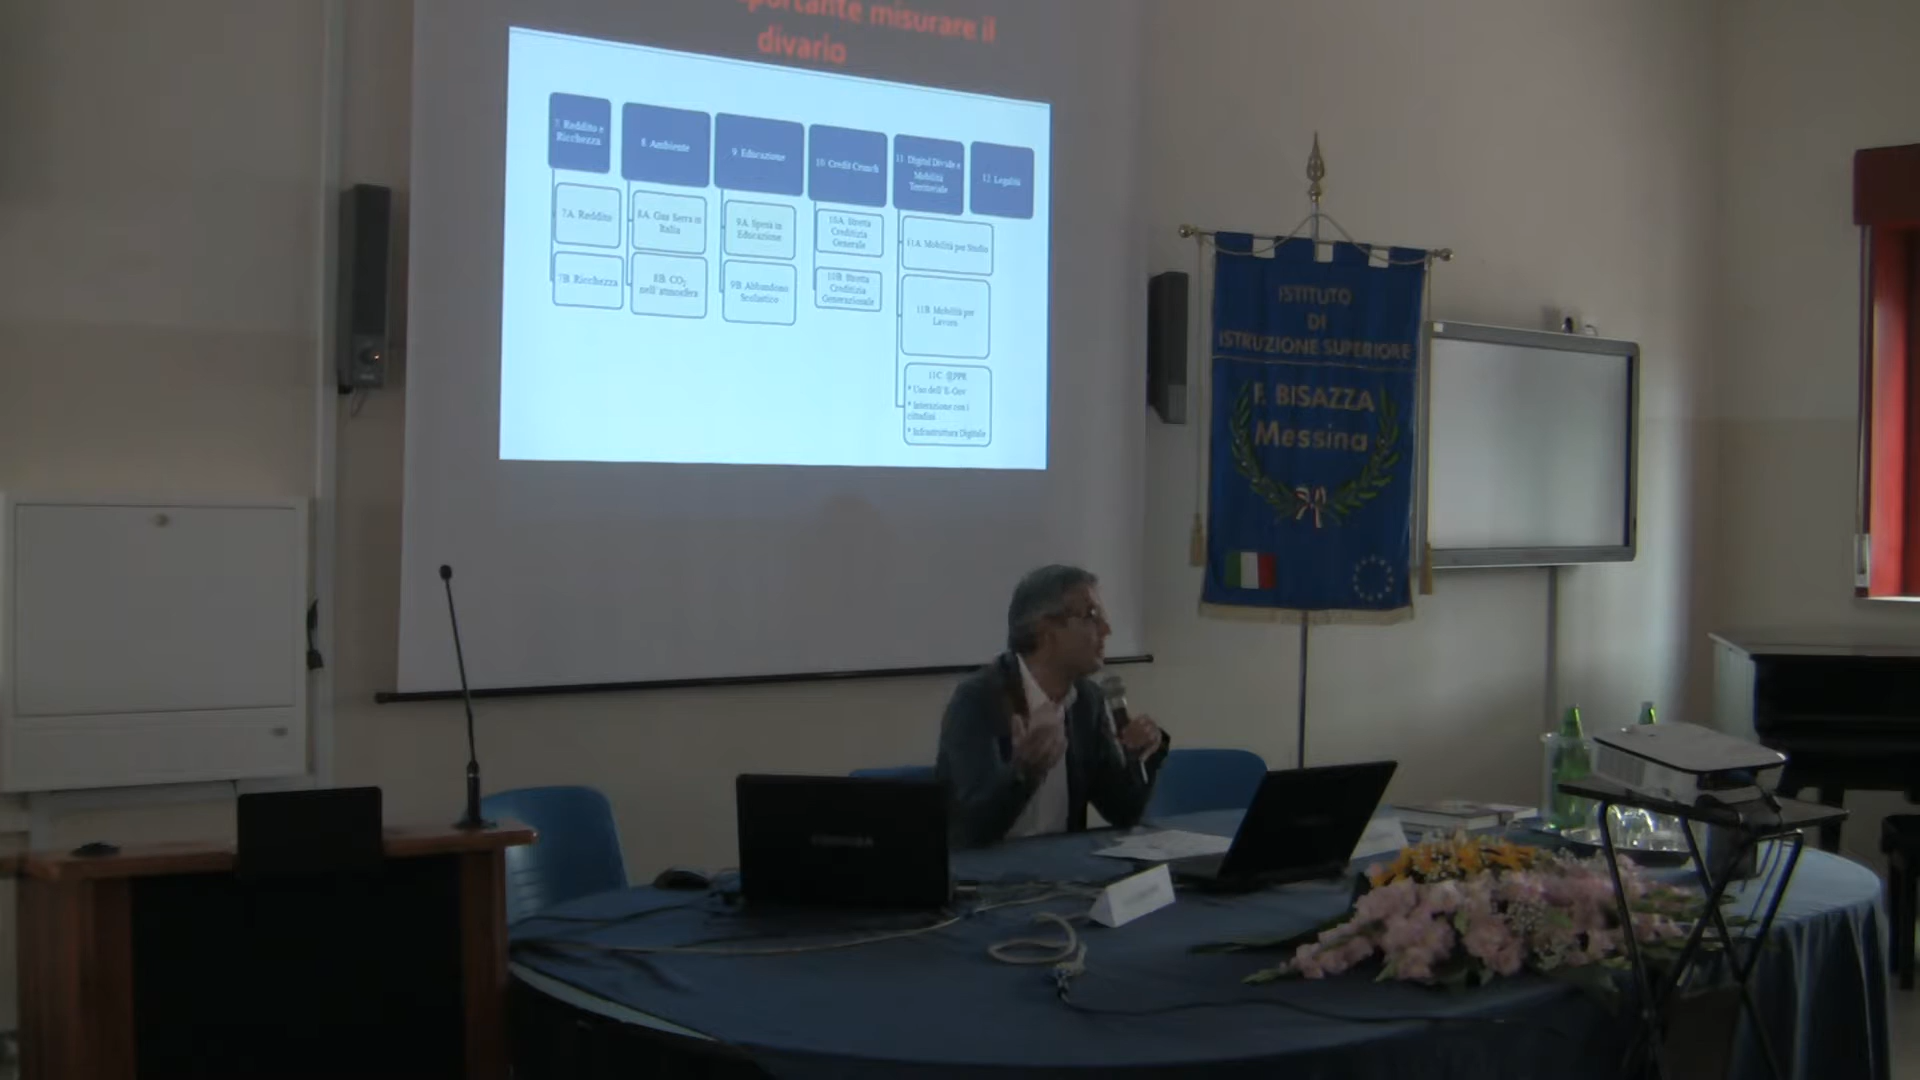 misurare il
divario
7. Reddito e
Ricchezza
7A. Reddito
7B. Ricchezza
8. Ambiente
8A. Gas Serra in
Italia
8B. CO2
nell'atmosfera
9. Educazione
9A. Spesa in
Educazione
9B. Abbandono
Scolastico
10. Credit Crunch
10A. Stretta
Creditizia
Generale
10B. Stretta
Creditizia
Generazionale
11. Digital Divide e
Mobilità
Territoriale
11A. Mobilità per Studio
11B. Mobilità per
Lavoro
11C.
* Uso dell'E-Gov
* Interazione con i
cittadini
* Infrastruttura Digitale
12. Legalità
ISTITUTO
DI
ISTRUZIONE SUPERIORE
F. BISAZZA
Messina